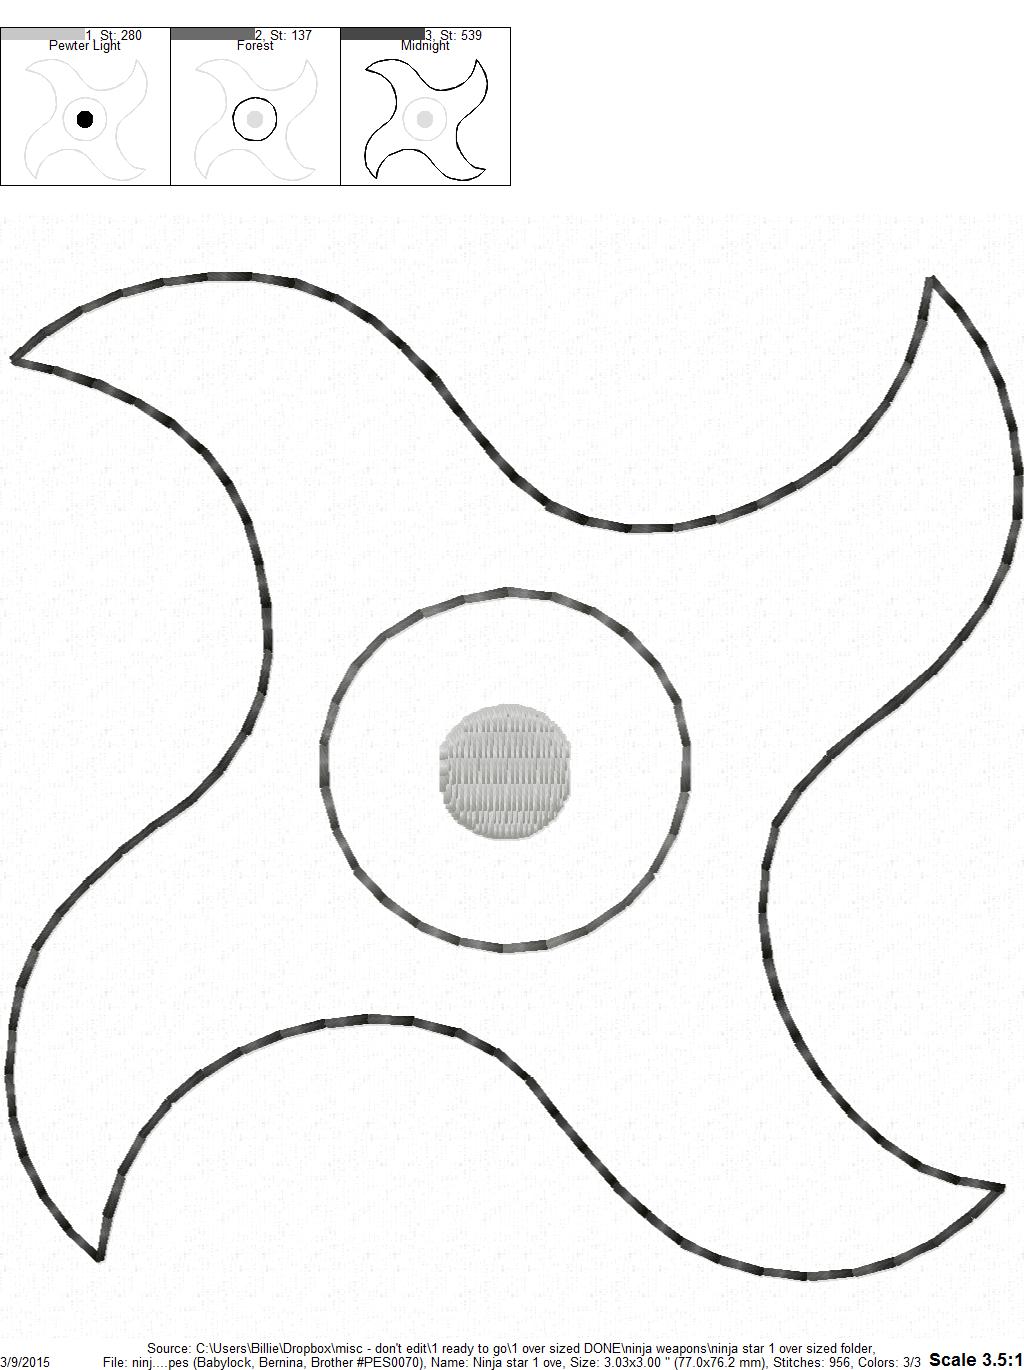 1, St: 280
Pewter Light
2, St: 137
Forest
3, St: 539
Midnight
Source: C:\Users\Billie\Dropbox\misc - don't edit\1 ready to go\1 over sized DONE\ninja weapons\ninja star 1 over sized folder,
3/9/2015 File: ninj....pes (Babylock, Bernina, Brother #PES0070), Name: Ninja star 1 ove, Size: 3.03x3.00 " (77.0x76.2 mm), Stitches: 956, Colors: 3/3 Scale 3.5:1